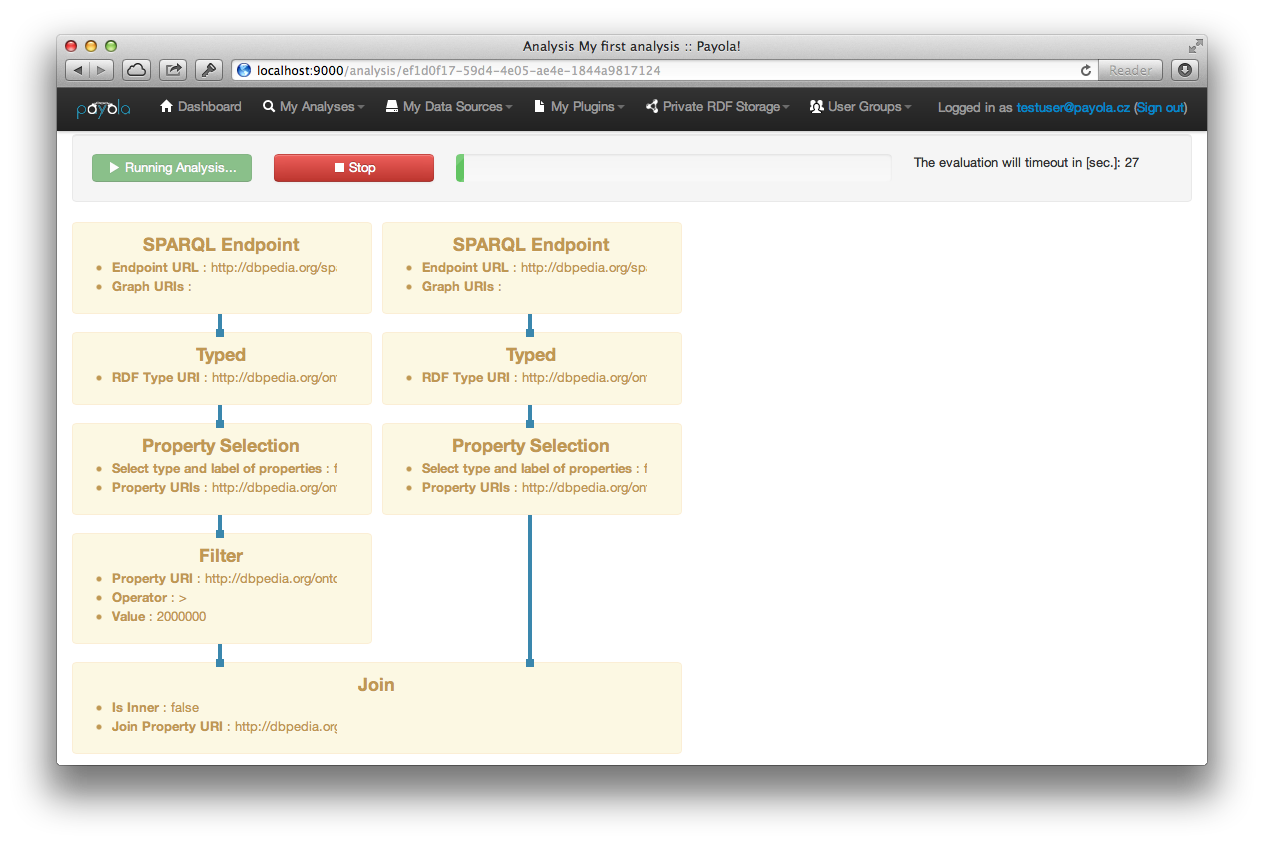 Analysis My first analysis :: Payola!
localhost:9000/analysis/ef1d0f17-59d4-4e05-ae4e-1844a9817124
Reader
payola Dashboard My Analyses My Data Sources My Plugins Private RDF Storage User Groups Logged in as testuser@payola.cz (Sign out)
Running Analysis... Stop The evaluation will timeout in [sec.]: 27
SPARQL Endpoint
Endpoint URL : http://dbpedia.org/spa
Graph URIs :
SPARQL Endpoint
Endpoint URL : http://dbpedia.org/spa
Graph URIs :
Typed
RDF Type URI : http://dbpedia.org/ont
Typed
RDF Type URI : http://dbpedia.org/ont
Property Selection
Select type and label of properties : f
Property URIs : http://dbpedia.org/ont
Property Selection
Select type and label of properties : f
Property URIs : http://dbpedia.org/ont
Filter
Property URI : http://dbpedia.org/onto
Operator : >
Value : 2000000
Join
Is Inner : false
Join Property URI : http://dbpedia.org